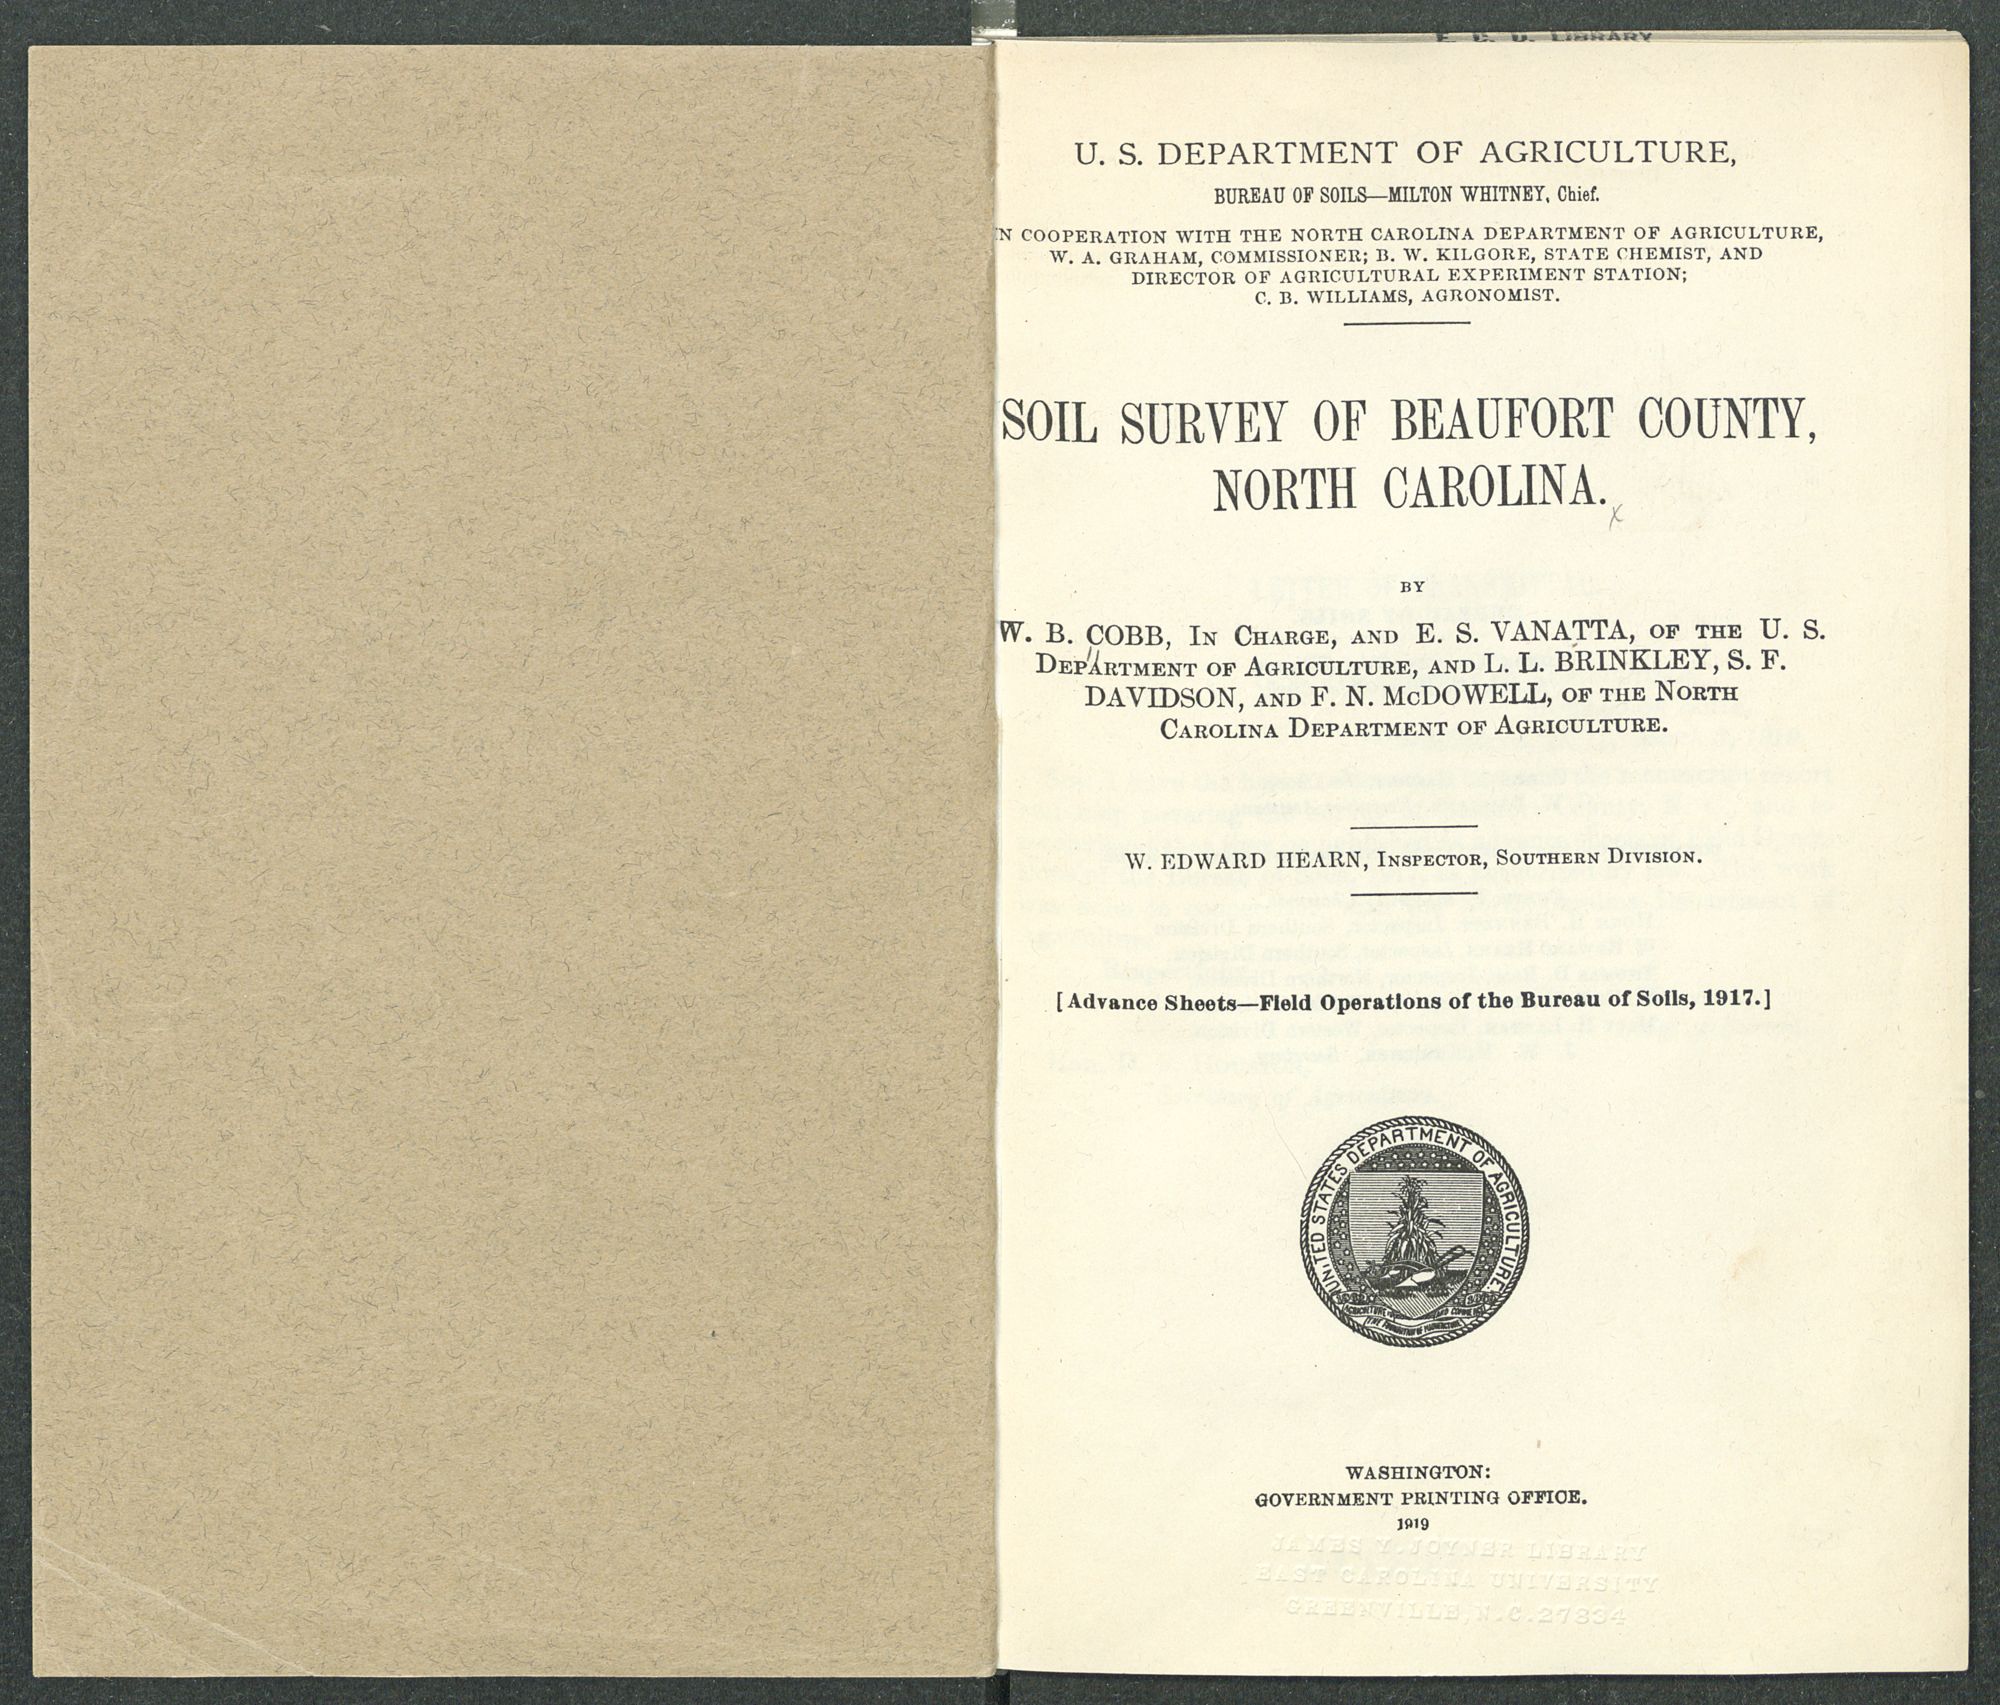 E. C. U. LIBRARY
U. S. DEPARTMENT OF AGRICULTURE,
BUREAU OF SOILS—MILTON WHITNEY, Chief.
N COOPERATION WITH THE NORTH CAROLINA DEPARTMENT OF AGRICULTURE,
W. A. GRAHAM, COMMISSIONER; B. W. KILGORE, STATE CHEMIST, AND
DIRECTOR OF AGRICULTURAL EXPERIMENT STATION;
C. B. WILLIAMS, AGRONOMIST.
SOIL SURVEY OF BEAUFORT COUNTY,
NORTH CAROLINA.
x
BY
W. B. COBB, IN CHARGE, AND E. S. VANATTA, OF THE U. S.
DEPARTMENT OF AGRICULTURE, AND L. L. BRINKLEY, S. F.
DAVIDSON, AND F. N. McDOWELL, OF THE NORTH
CAROLINA DEPARTMENT OF AGRICULTURE.
W. EDWARD HEARN, INSPECTOR, SOUTHERN DIVISION.
[Advance Sheets—Field Operations of the Bureau of Soils, 1917.]
UNITED STATES DEPARTMENT OF AGRICULTURE.
WASHINGTON:
GOVERNMENT PRINTING OFFICE.
1919
JAMES Y. JOYNER LIBRARY
EAST CAROLINA UNIVERSITY
GREENVILLE, N.C. 27834